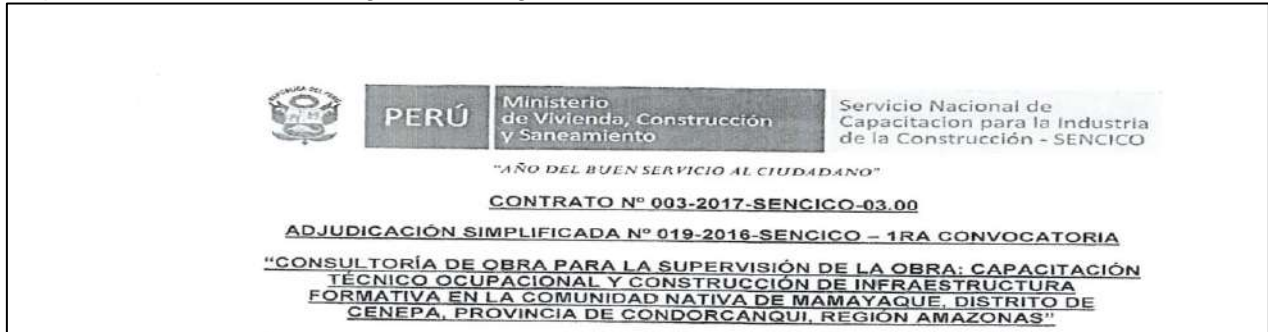 REPÚBLICA DEL PERÚ
PERÚ
Ministerio
de Vivienda, Construcción
y Saneamiento
Servicio Nacional de
Capacitacion para la Industria
de la Construcción - SENCICO
"AÑO DEL BUEN SERVICIO AL CIUDADANO"
CONTRATO Nº 003-2017-SENCICO-03.00
ADJUDICACIÓN SIMPLIFICADA Nº 019-2016-SENCICO – 1RA CONVOCATORIA
"CONSULTORÍA DE OBRA PARA LA SUPERVISIÓN DE LA OBRA: CAPACITACIÓN
TÉCNICO OCUPACIONAL Y CONSTRUCCIÓN DE INFRAESTRUCTURA
FORMATIVA EN LA COMUNIDAD NATIVA DE MAMAYAQUE, DISTRITO DE
CENEPA, PROVINCIA DE CONDORCANQUI, REGIÓN AMAZONAS"